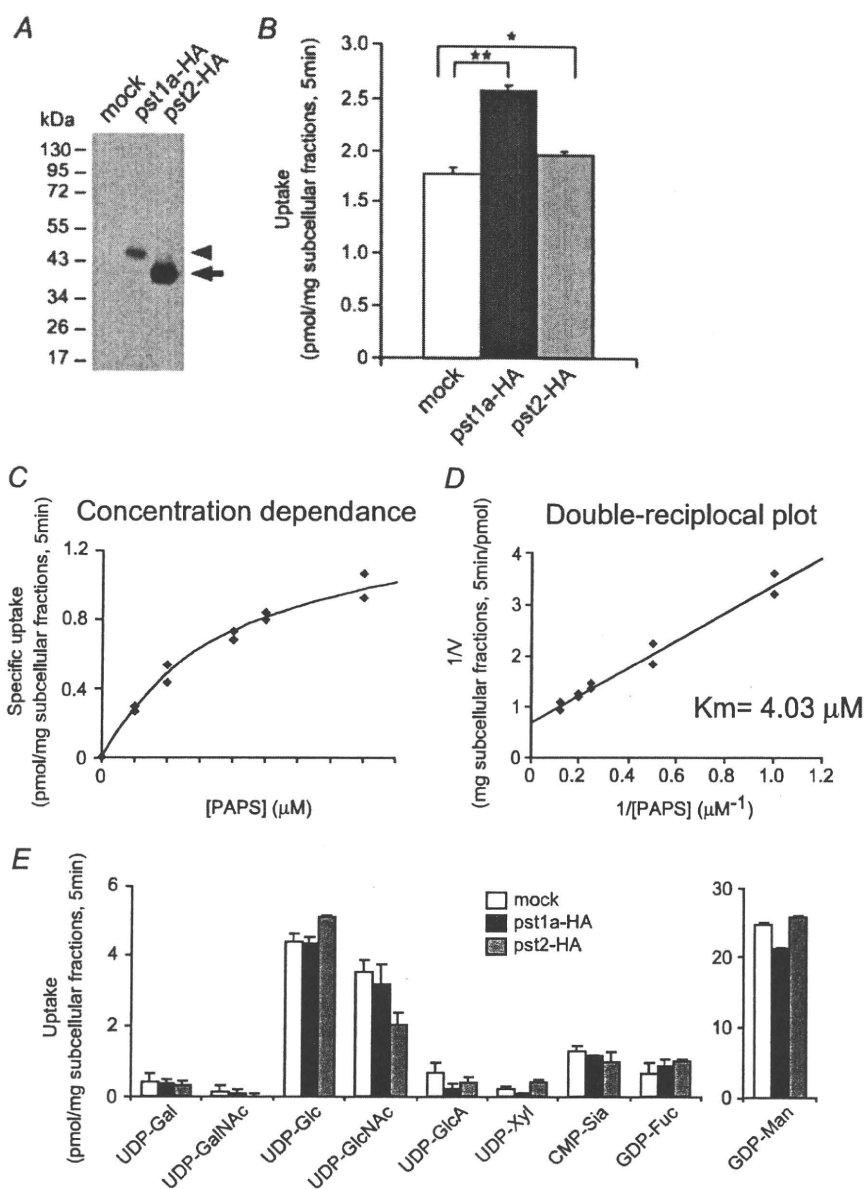 A
mock
pst1a-HA
pst2-HA
kDa
130
95
72
55
43
34
26
17
B
Uptake
(pmol/mg subcellular fractions, 5min)
3.0
2.5
2.0
1.5
1.0
0.5
0
*
**
mock
pst1a-HA
pst2-HA
C
Concentration dependance
Specific uptake
(pmol/mg subcellular fractions, 5min)
1.2
0.8
0.4
0
0
[PAPS] (μM)
D
Double-reciplocal plot
1/V
(mg subcellular fractions, 5min/pmol)
4
3
2
1
0
Km= 4.03 μM
0 0.2 0.4 0.6 0.8 1.0 1.2
1/[PAPS] (μM-1)
E
Uptake
(pmol/mg subcellular fractions, 5min)
6
4
2
0
mock
pst1a-HA
pst2-HA
30
20
10
0
UDP-Gal
UDP-GalNAc
UDP-Glc
UDP-GlcNAc
UDP-GlcA
UDP-Xyl
CMP-Sia
GDP-Fuc
GDP-Man